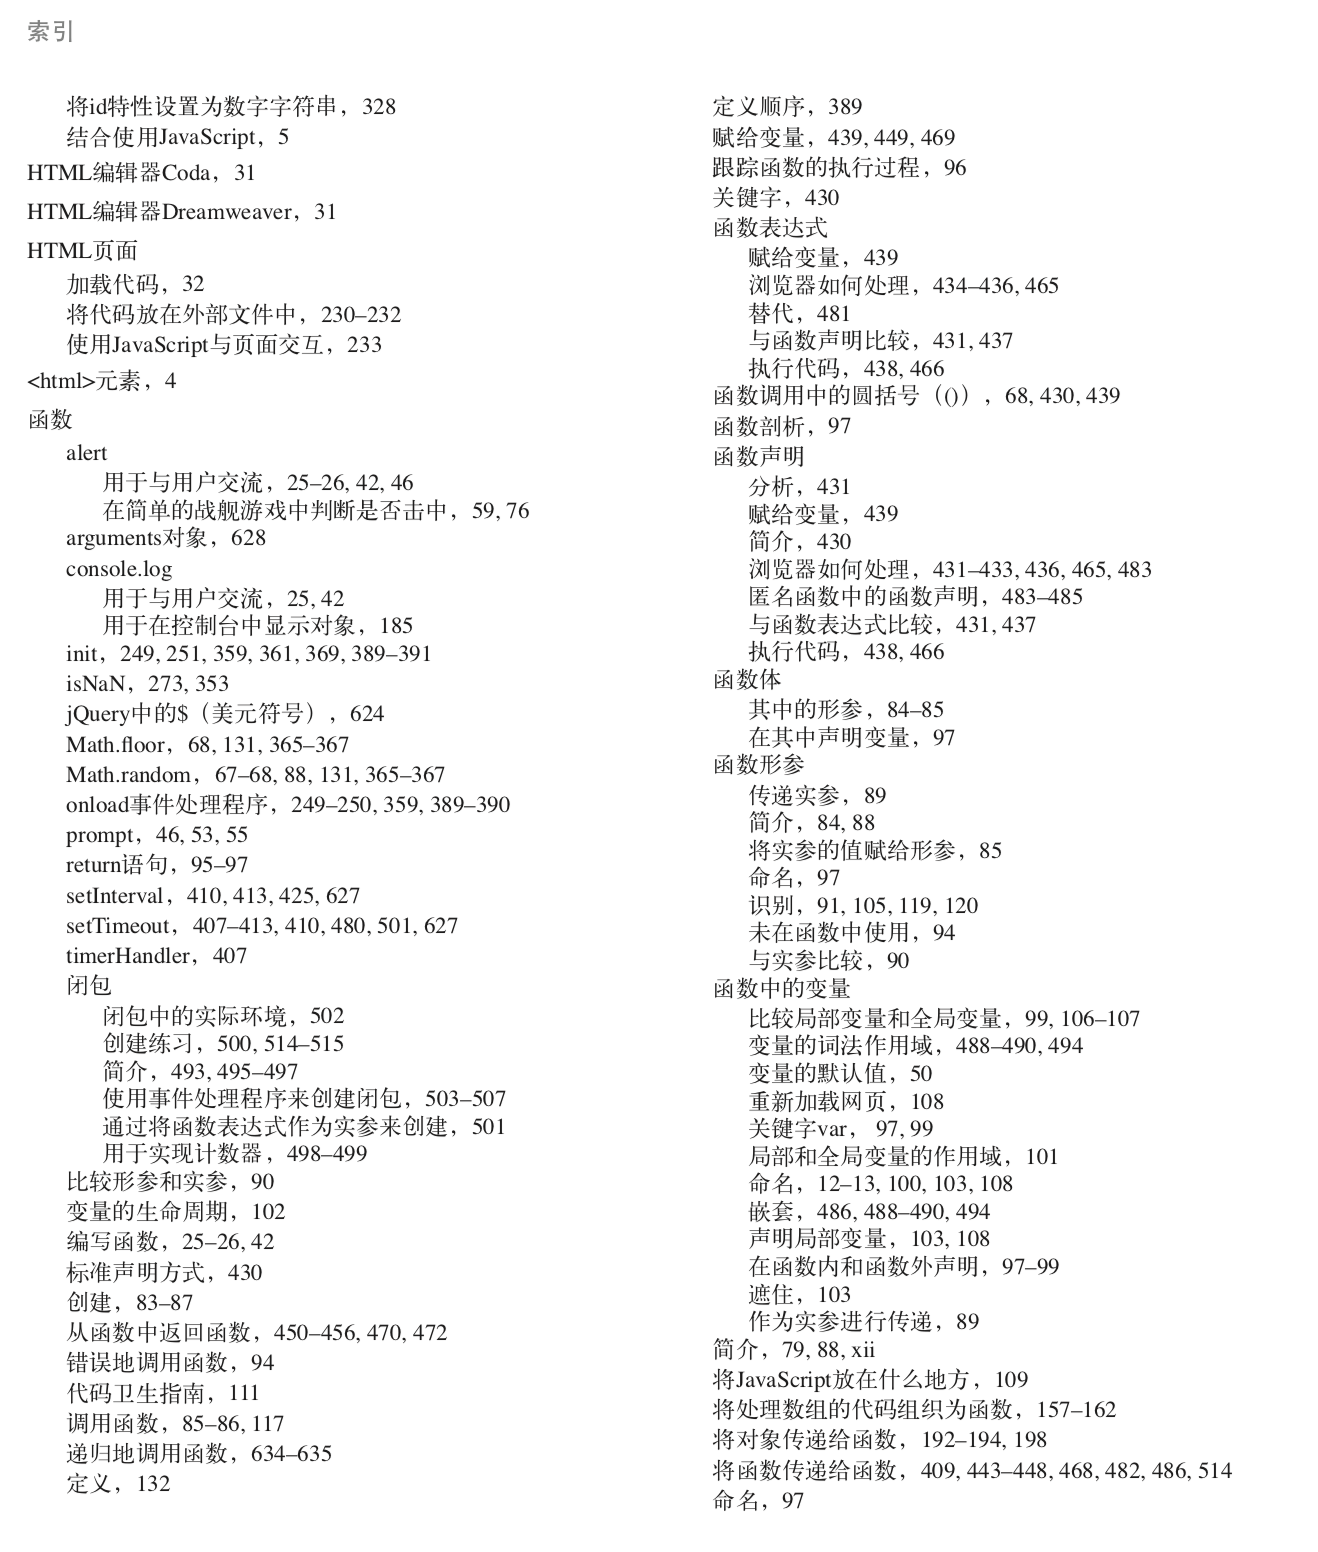 索引
将id特性设置为数字字符串，328
结合使用JavaScript，5
HTML编辑器Coda，31
HTML编辑器Dreamweaver，31
HTML页面
加载代码，32
将代码放在外部文件中，230–232
使用JavaScript与页面交互，233
<html>元素，4
函数
alert
用于与用户交流，25–26, 42, 46
在简单的战舰游戏中判断是否击中，59, 76
arguments对象，628
console.log
用于与用户交流，25, 42
用于在控制台中显示对象，185
init，249, 251, 359, 361, 369, 389–391
isNaN，273, 353
jQuery中的$（美元符号），624
Math.floor，68, 131, 365–367
Math.random，67–68, 88, 131, 365–367
onload事件处理程序，249–250, 359, 389–390
prompt，46, 53, 55
return语句，95–97
setInterval，410, 413, 425, 627
setTimeout，407–413, 410, 480, 501, 627
timerHandler，407
闭包
闭包中的实际环境，502
创建练习，500, 514–515
简介，493, 495–497
使用事件处理程序来创建闭包，503–507
通过将函数表达式作为实参来创建，501
用于实现计数器，498–499
比较形参和实参，90
变量的生命周期，102
编写函数，25–26, 42
标准声明方式，430
创建，83–87
从函数中返回函数，450–456, 470, 472
错误地调用函数，94
代码卫生指南，111
调用函数，85–86, 117
递归地调用函数，634–635
定义，132
定义顺序，389
赋给变量，439, 449, 469
跟踪函数的执行过程，96
关键字，430
函数表达式
赋给变量，439
浏览器如何处理，434–436, 465
替代，481
与函数声明比较，431, 437
执行代码，438, 466
函数调用中的圆括号（()），68, 430, 439
函数剖析，97
函数声明
分析，431
赋给变量，439
简介，430
浏览器如何处理，431–433, 436, 465, 483
匿名函数中的函数声明，483–485
与函数表达式比较，431, 437
执行代码，438, 466
函数体
其中的形参，84–85
在其中声明变量，97
函数形参
传递实参，89
简介，84, 88
将实参的值赋给形参，85
命名，97
识别，91, 105, 119, 120
未在函数中使用，94
与实参比较，90
函数中的变量
比较局部变量和全局变量，99, 106–107
变量的词法作用域，488–490, 494
变量的默认值，50
重新加载网页，108
关键字var， 97, 99
局部和全局变量的作用域，101
命名，12–13, 100, 103, 108
嵌套，486, 488–490, 494
声明局部变量，103, 108
在函数内和函数外声明，97–99
遮住，103
作为实参进行传递，89
简介，79, 88, xii
将JavaScript放在什么地方，109
将处理数组的代码组织为函数，157–162
将对象传递给函数，192–194, 198
将函数传递给函数，409, 443–448, 468, 482, 486, 514
命名，97